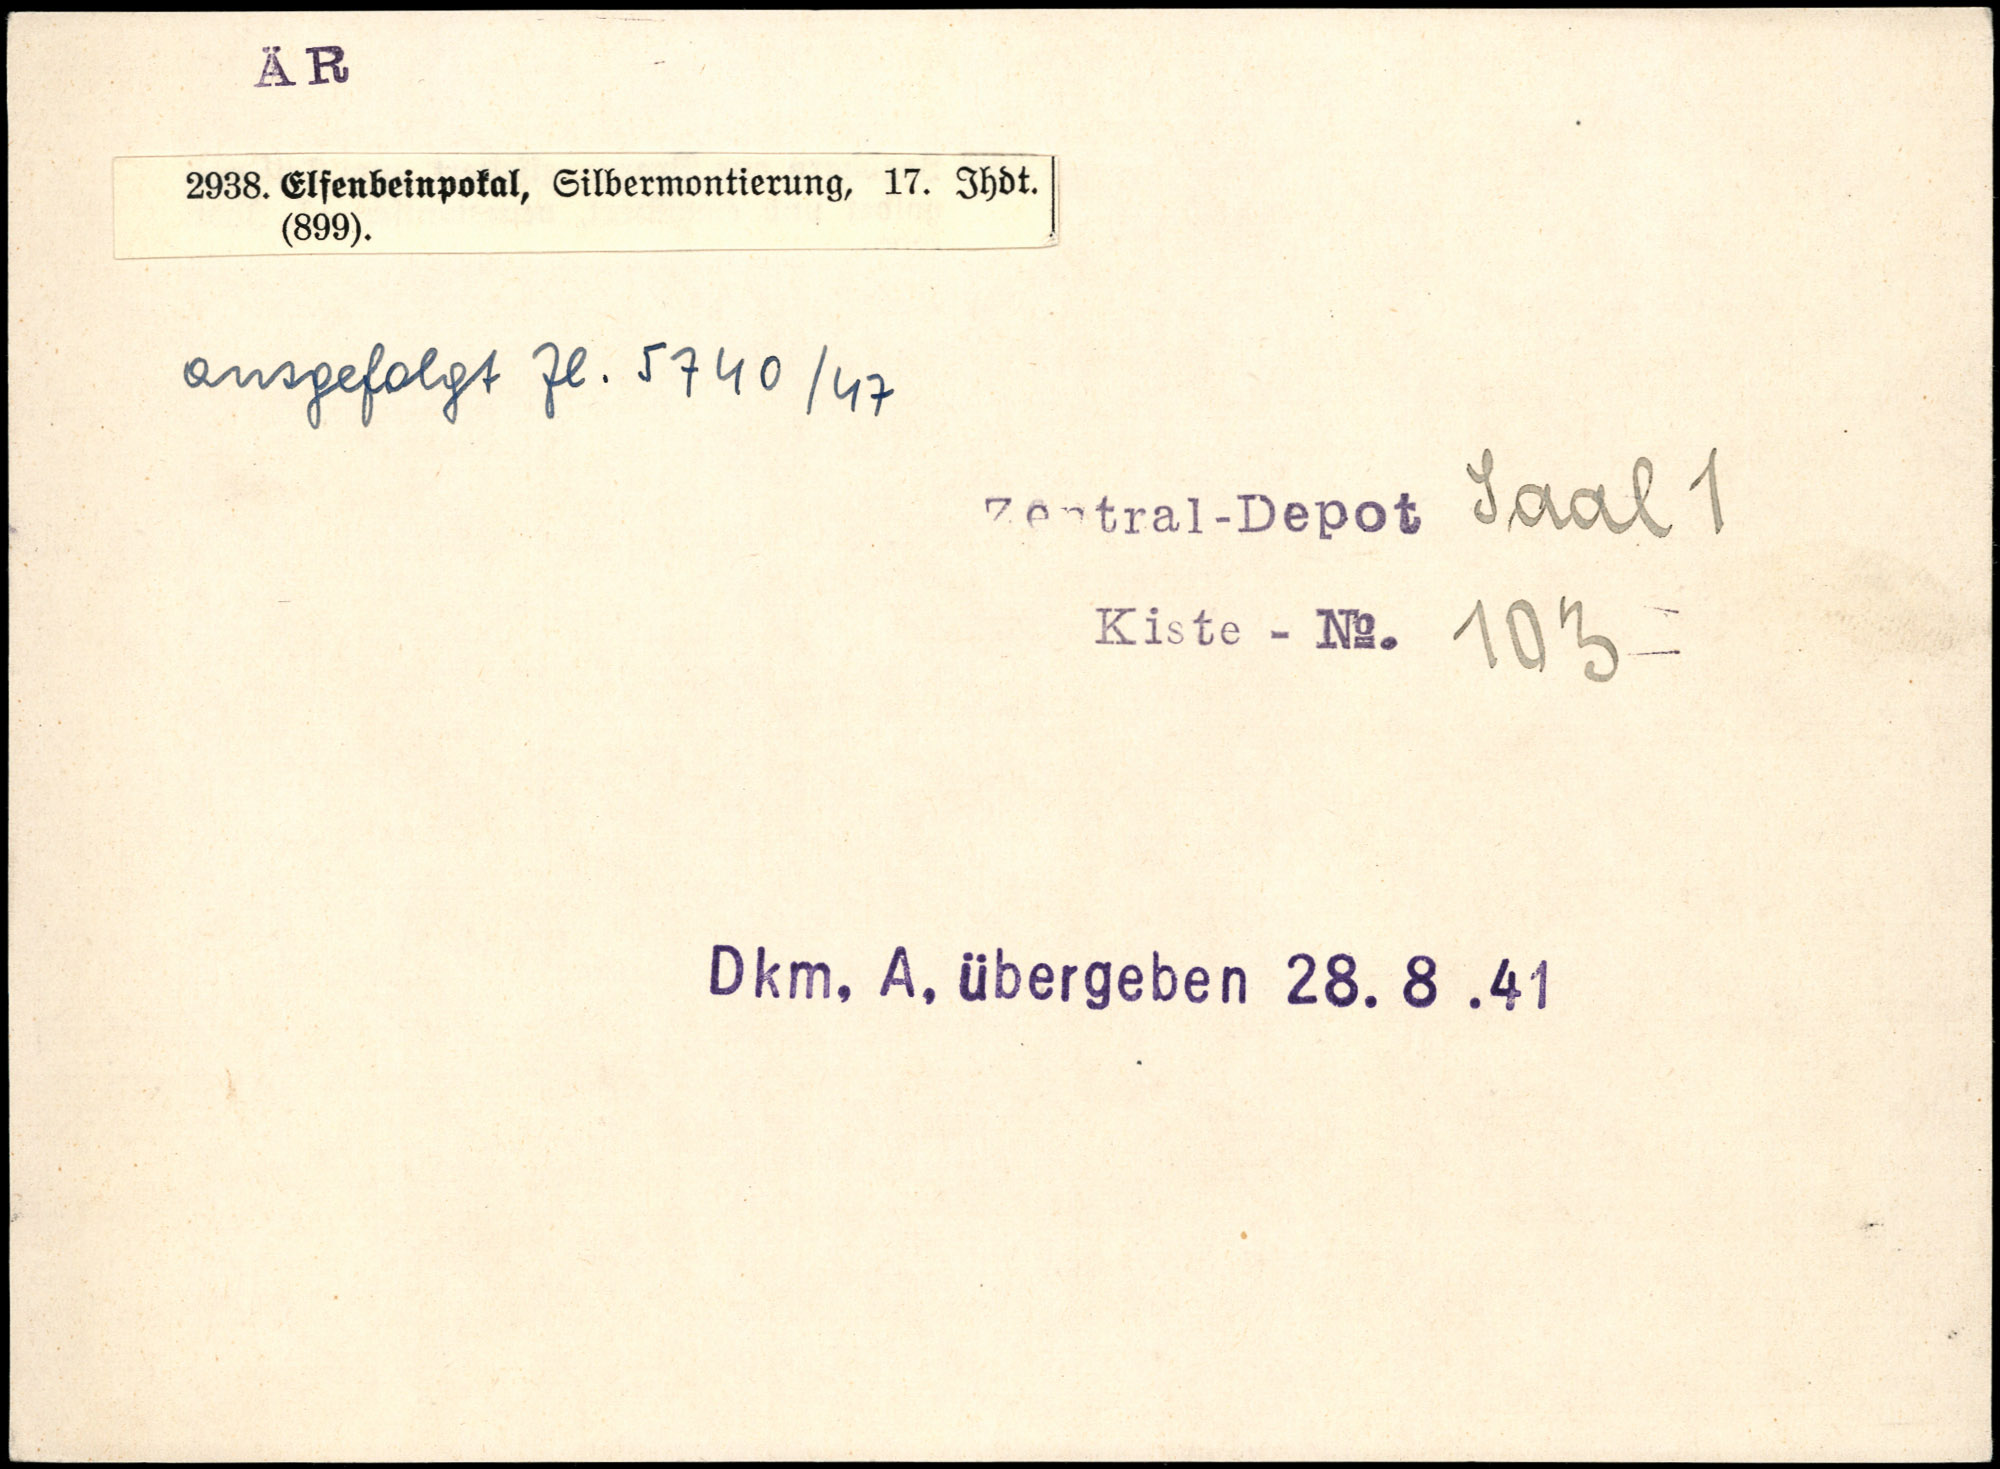 ÄR
2938. Elfenbeinpokal, Silbermontierung, 17. Jhdt.
(899).
ausgefolgt Zl. 5740/47
Zentral-Depot Saal 1
Kiste - №. 103
Dkm. A. übergeben 28. 8 .41